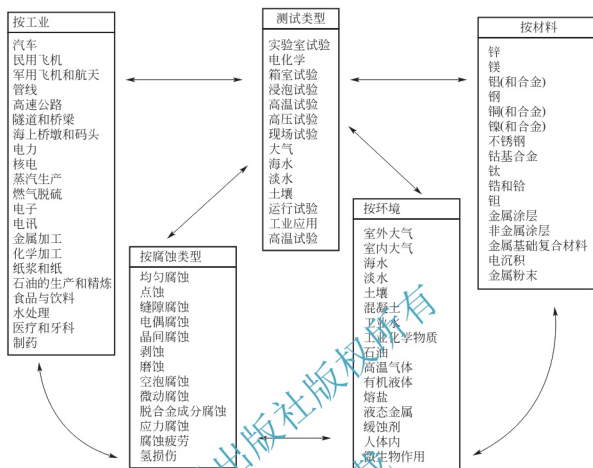 按工业
汽车
民用飞机
军用飞机和航天
管线
高速公路
隧道和桥梁
海上桥墩和码头
电力
核电
蒸汽生产
燃气脱硫
电子
电讯
金属加工
化学加工
纸浆和纸
石油的生产和精炼
食品与饮料
水处理
医疗和牙科
制药
测试类型
实验室试验
电化学
箱室试验
浸泡试验
高温试验
高压试验
现场试验
大气
海水
淡水
土壤
运行试验
工业应用
高温试验
按材料
锌
镁
铝(和合金)
钢
铜(和合金)
镍(和合金)
不锈钢
钴基合金
钛
锆和铪
钽
金属涂层
非金属涂层
金属基础复合材料
电沉积
金属粉末
按腐蚀类型
均匀腐蚀
点蚀
缝隙腐蚀
电偶腐蚀
晶间腐蚀
剥蚀
磨蚀
空泡腐蚀
微动腐蚀
脱合金成分腐蚀
应力腐蚀
腐蚀疲劳
氢损伤
按环境
室外大气
室内大气
海水
淡水
土壤
混凝土
工业水
工业化学物质
石油
高温气体
有机液体
熔盐
液态金属
缓蚀剂
人体内
微生物作用
出版社版权所有